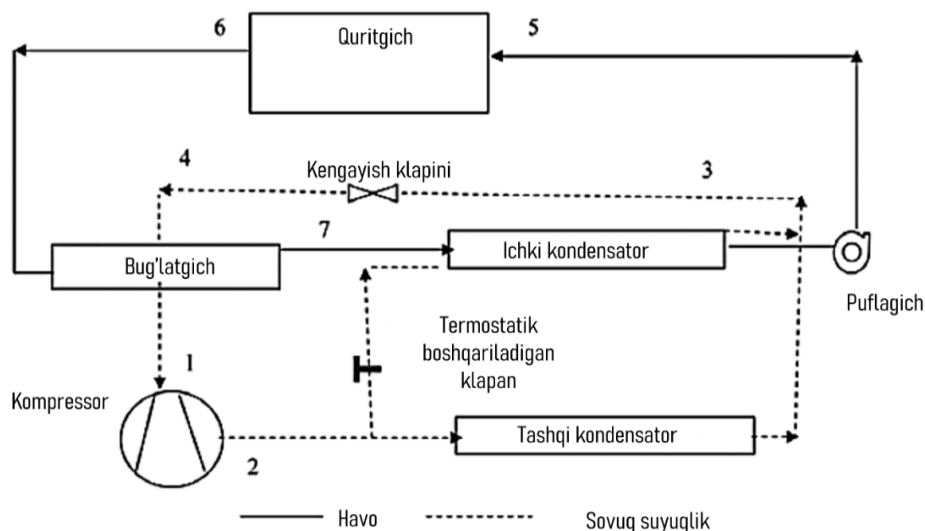 6
Quritgich
5
4
Kengayish klapini
3
7
Ichki kondensator
Bug'latgich
Puflagich
Termostatik
boshqariladigan
klapan
1
Kompressor
Tashqi kondensator
2
Havo
Sovuq suyuqlik